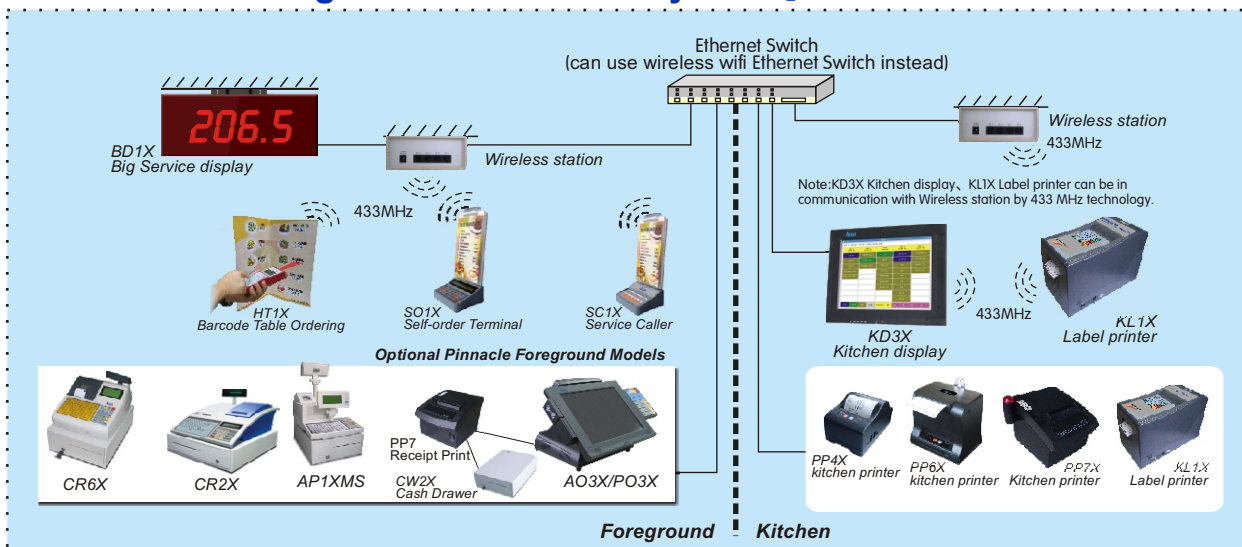 Ethernet Switch
(can use wireless wifi Ethernet Switch instead)
206.5
BD1X
Big Service display
Wireless station
Wireless station
433MHz
Note:KD3X Kitchen display、KL1X Label printer can be in
communication with Wireless station by 433 MHz technology.
433MHz
HT1X
Barcode Table Ordering
SO1X
Self-order Terminal
SC1X
Service Caller
433MHz
KD3X
Kitchen display
KL1X
Label printer
Optional Pinnacle Foreground Models
CR6X
CR2X
AP1XMS
PP7
Receipt Print
CW2X
Cash Drawer
AO3X/PO3X
PP4X
kitchen printer
PP6X
kitchen printer
PP7X
Kitchen printer
KL1X
Label printer
Foreground
Kitchen